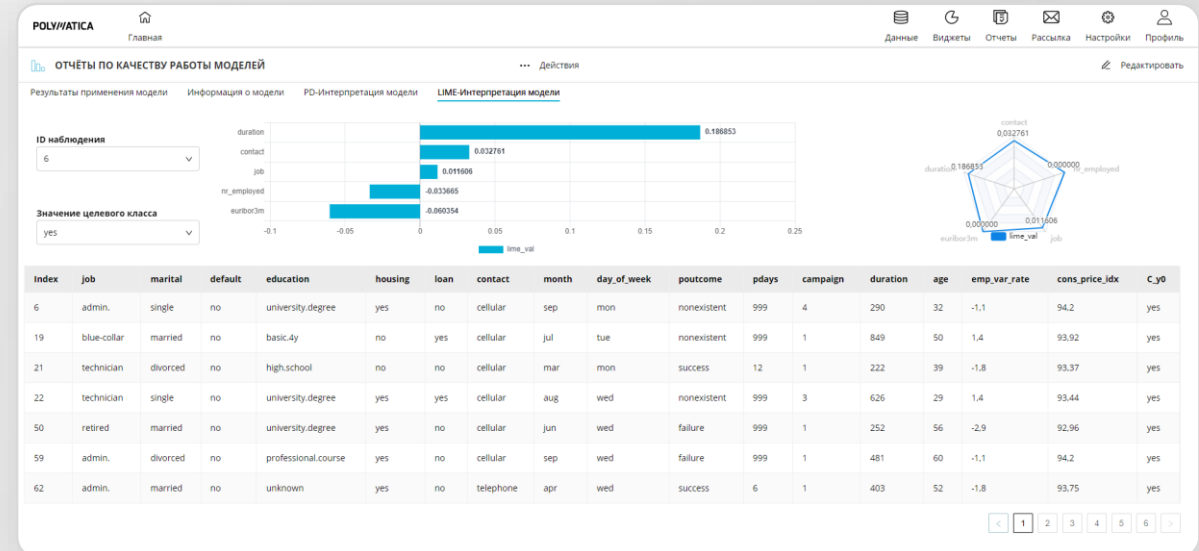 POLYMATICA
Главная
Данные Виджеты Отчеты Рассылка Настройки Профиль
ОТЧЁТЫ ПО КАЧЕСТВУ РАБОТЫ МОДЕЛЕЙ
••• Действия
Редактировать
Результаты применения модели Информация о модели PD-Интерпретация модели LIME-Интерпретация модели
ID наблюдения
6
Значение целевого класса
yes
duration 0.186853
contact 0.032761
job 0.011606
nr_employed -0.033665
euribor3m -0.060354
-0.1 -0.05 0 0.05 0.1 0.15 0.2 0.25
lime_val
contact
0,032761
duration 0,186853
0,000000 nr_employed
0,000000 0,011606
euribor3m lime_val job
Index job marital default education housing loan contact month day_of_week poutcome pdays campaign duration age emp_var_rate cons_price_idx C_y0
6 admin. single no university.degree yes no cellular sep mon nonexistent 999 4 290 32 -1,1 94,2 yes
19 blue-collar married no basic.4y no yes cellular jul tue nonexistent 999 1 849 50 1,4 93,92 yes
21 technician divorced no high.school no no cellular mar mon success 12 1 222 39 -1,8 93,37 yes
22 technician single no university.degree yes yes cellular aug wed nonexistent 999 3 626 29 1,4 93,44 yes
50 retired married no university.degree yes no cellular jun wed failure 999 1 252 56 -2,9 92,96 yes
59 admin. divorced no professional.course yes no cellular sep wed failure 999 1 481 60 -1,1 94,2 yes
62 admin. married no unknown yes no telephone apr wed success 6 1 403 52 -1,8 93,75 yes
< 1 2 3 4 5 6 >